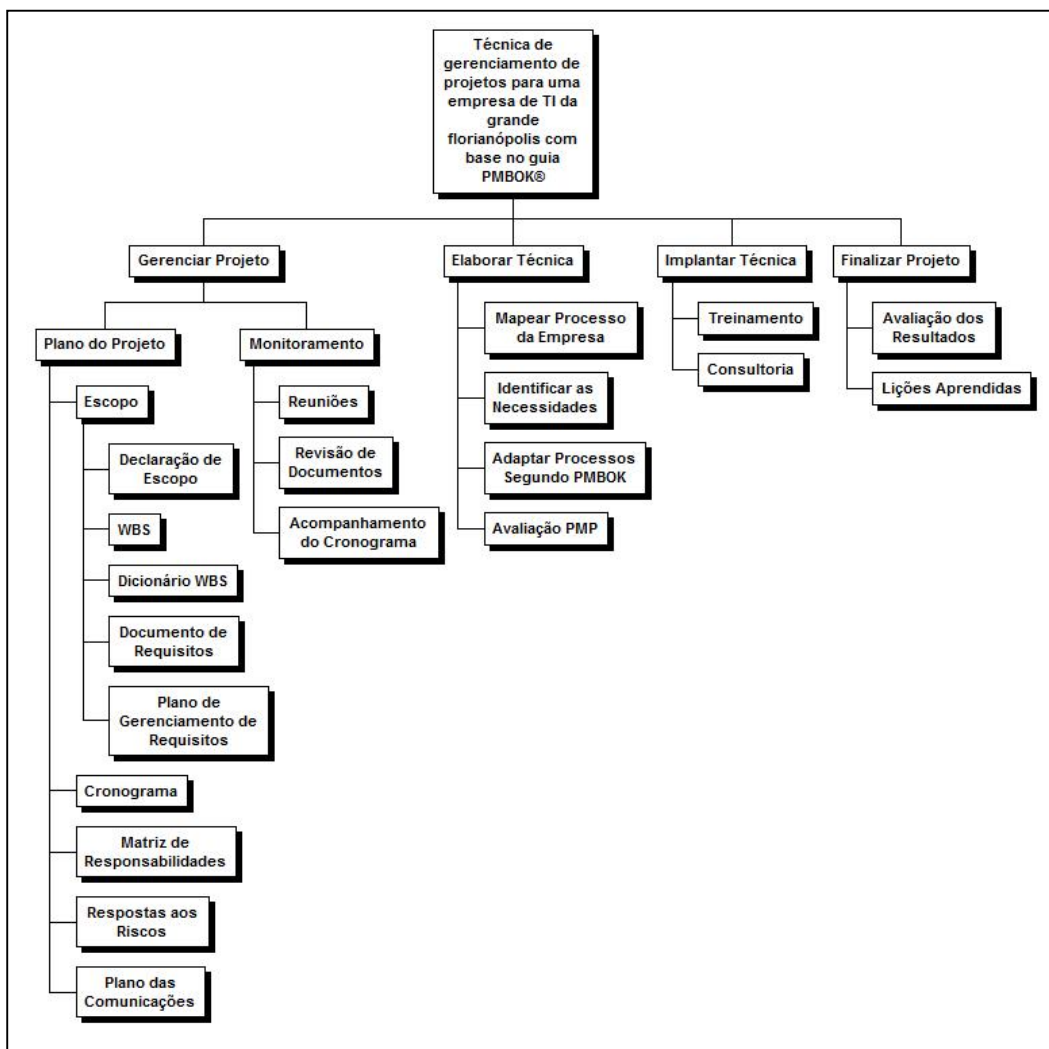 Técnica de
gerenciamento de
projetos para uma
empresa de TI da
grande
florianópolis com
base no guia
PMBOK®
Gerenciar Projeto
Elaborar Técnica
Implantar Técnica
Finalizar Projeto
Plano do Projeto
Monitoramento
Escopo
Declaração de
Escopo
WBS
Dicionário WBS
Documento de
Requisitos
Plano de
Gerenciamento de
Requisitos
Cronograma
Matriz de
Responsabilidades
Respostas aos
Riscos
Plano das
Comunicações
Reuniões
Revisão de
Documentos
Acompanhamento
do Cronograma
Mapear Processo
da Empresa
Identificar as
Necessidades
Adaptar Processos
Segundo PMBOK
Avaliação PMP
Treinamento
Consultoria
Avaliação dos
Resultados
Lições Aprendidas